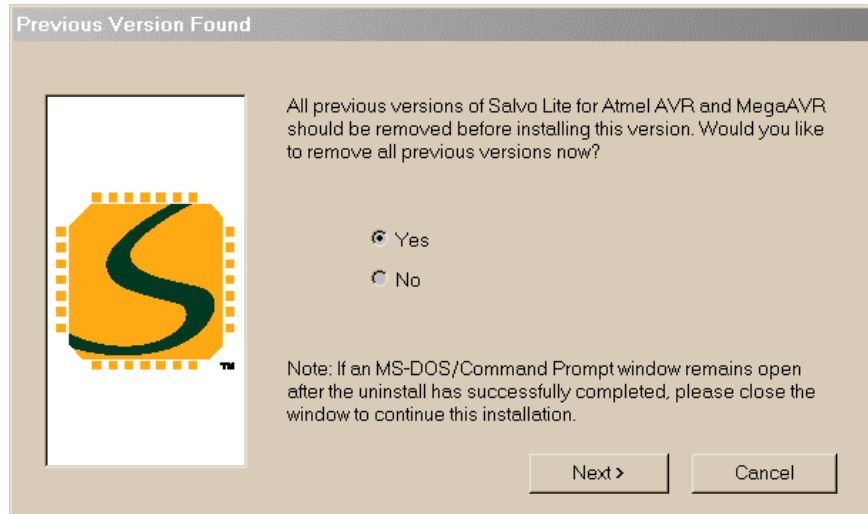 Previous Version Found
All previous versions of Salvo Lite for Atmel AVR and MegaAVR
should be removed before installing this version. Would you like
to remove all previous versions now?
Yes
No
TM
Note: If an MS-DOS/Command Prompt window remains open
after the uninstall has successfully completed, please close the
window to continue this installation.
Next >
Cancel